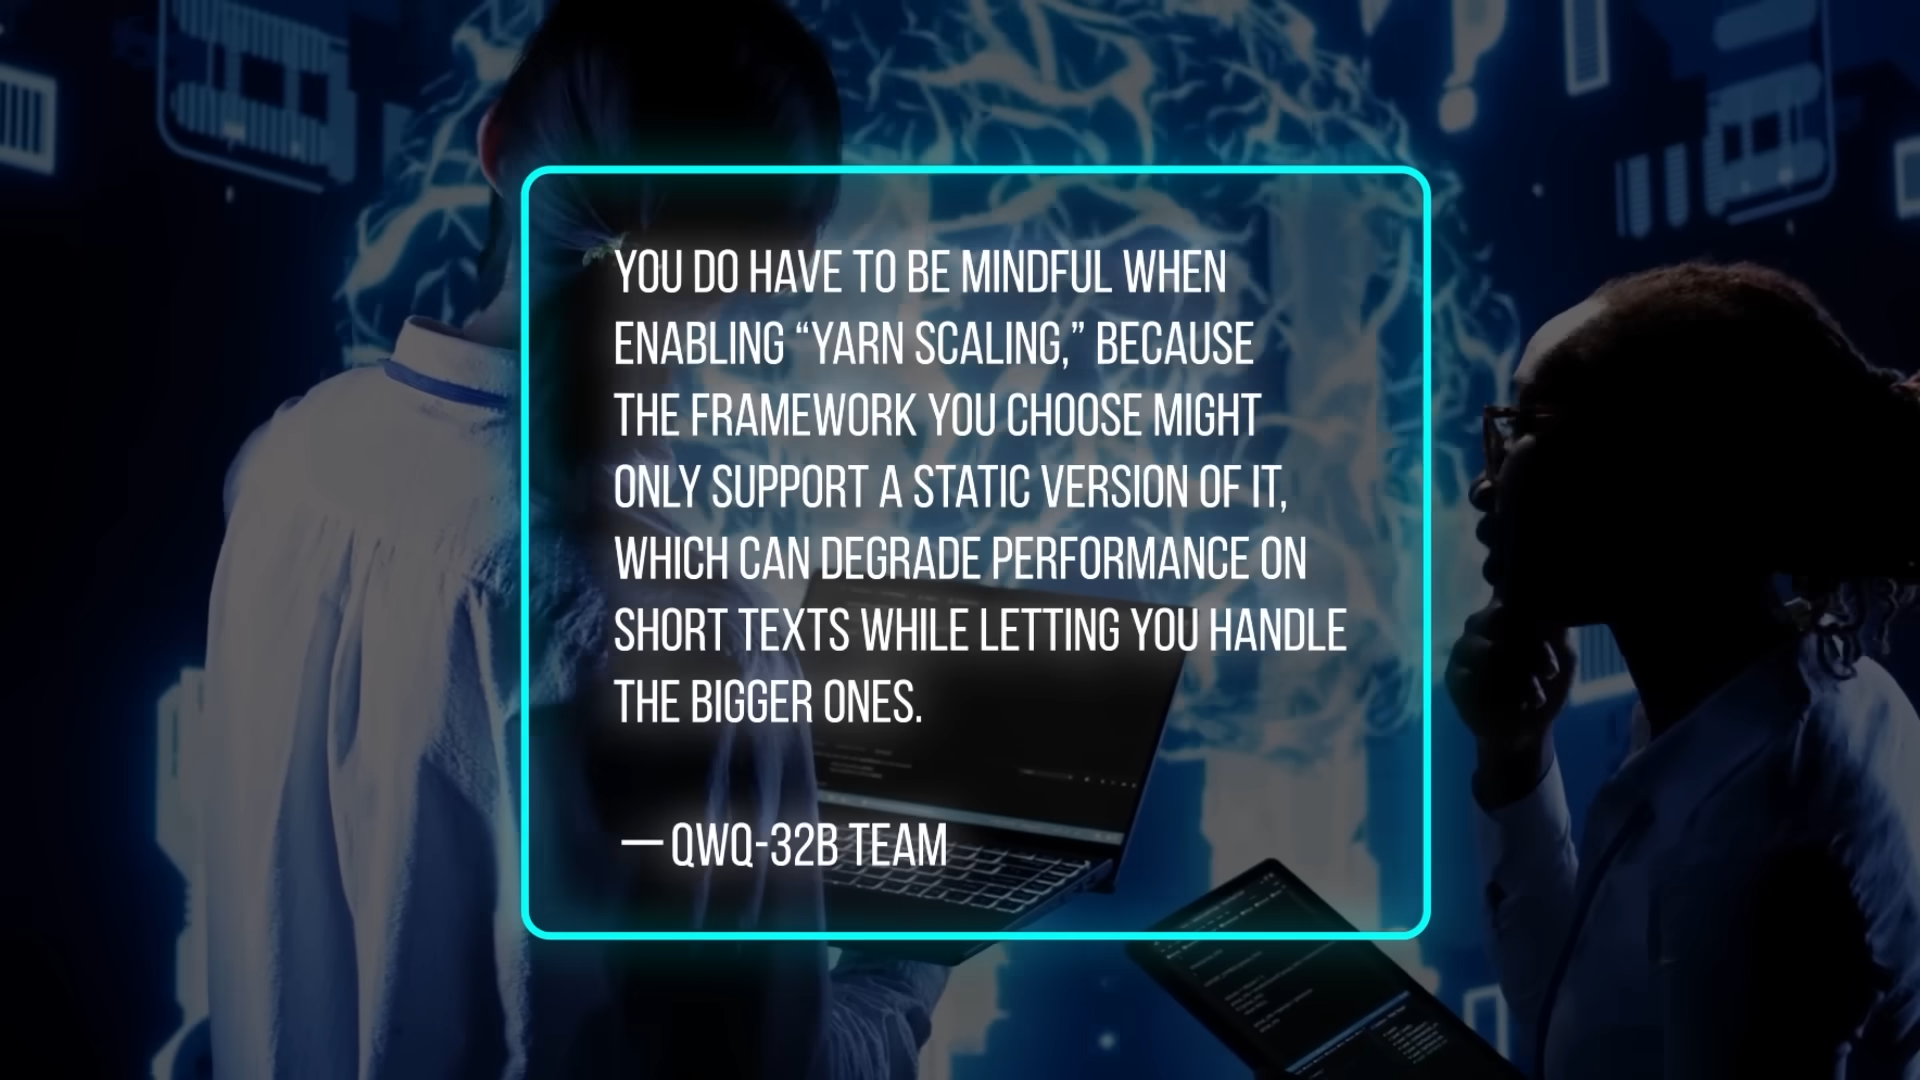 YOU DO HAVE TO BE MINDFUL WHEN
ENABLING “YARN SCALING,” BECAUSE
THE FRAMEWORK YOU CHOOSE MIGHT
ONLY SUPPORT A STATIC VERSION OF IT,
WHICH CAN DEGRADE PERFORMANCE ON
SHORT TEXTS WHILE LETTING YOU HANDLE
THE BIGGER ONES.
— QWQ-32B TEAM